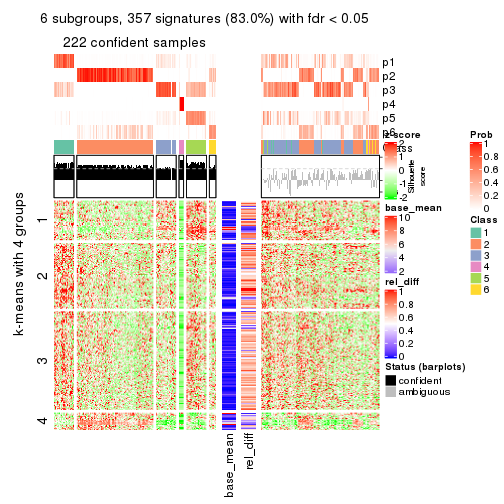 6 subgroups, 357 signatures (83.0%) with fdr < 0.05
222 confident samples
p1
p2
p3
p4
p5
p6
Class
z-score
2
1
0
-1
-2
Silhouette
score
k-means with 4 groups
1
2
3
4
base_mean
rel_diff
base_mean
10
8
6
4
2
rel_diff
1
0.8
0.6
0.4
0.2
0
Status (barplots)
confident
ambiguous
Prob
1
0.8
0.6
0.4
0.2
0
Class
1
2
3
4
5
6